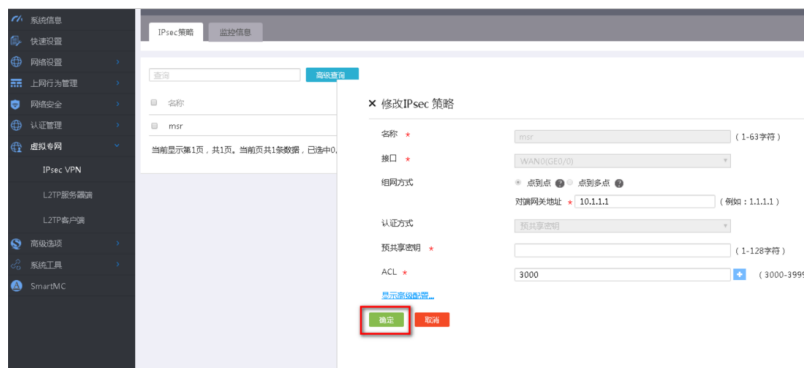 系统信息
快速设置
网络设置
上网行为管理
网络安全
认证管理
虚拟专网
IPsec VPN
L2TP服务器端
L2TP客户端
高级选项
系统工具
SmartMC
IPsec策略 监控信息
查询 高级查询
名称
msr
当前显示第1页，共1页。当前页共1条数据，已选中0。
× 修改IPsec 策略
名称 * msr (1-63字符)
接口 * WAN0(GE0/0)
组网方式 点到点 点到多点
对端网关地址 * 10.1.1.1 (例如：1.1.1.1)
认证方式 预共享密钥
预共享密钥 * (1-128字符)
ACL * 3000 + (3000-3999
显示高级配置...
确定 取消